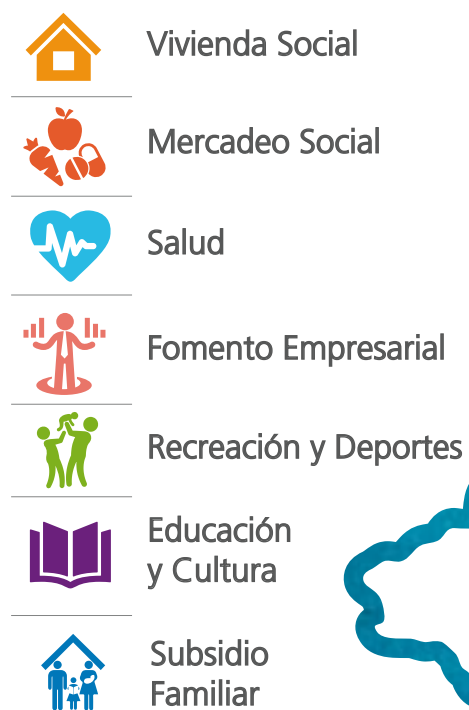 Vivienda Social
Mercadeo Social
Salud
Fomento Empresarial
Recreación y Deportes
Educación
y Cultura
Subsidio
Familiar